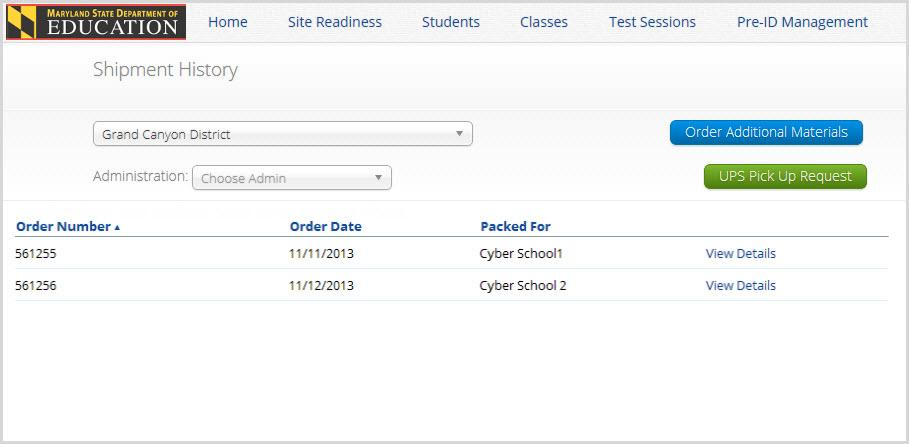 MARYLAND STATE DEPARTMENT OF
EDUCATION
Home Site Readiness Students Classes Test Sessions Pre-ID Management
Shipment History
Grand Canyon District
Order Additional Materials
Administration: Choose Admin
UPS Pick Up Request
Order Number Order Date Packed For
561255 11/11/2013 Cyber School1 View Details
561256 11/12/2013 Cyber School 2 View Details